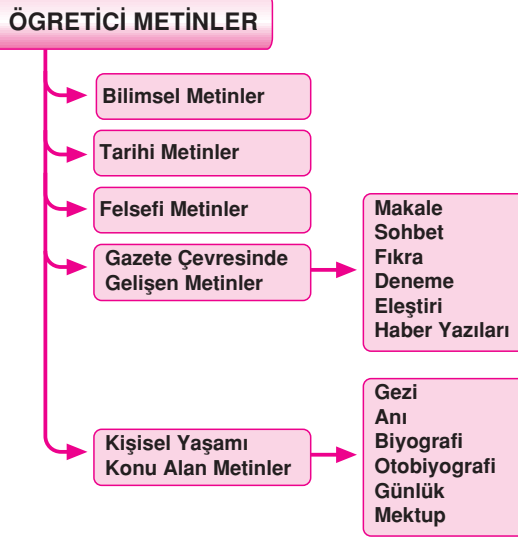 ÖGRETİCİ METİNLER
Bilimsel Metinler
Tarihi Metinler
Felsefi Metinler
Gazete Çevresinde
Gelişen Metinler
Makale
Sohbet
Fıkra
Deneme
Eleştiri
Haber Yazıları
Kişisel Yaşamı
Konu Alan Metinler
Gezi
Anı
Biyografi
Otobiyografi
Günlük
Mektup